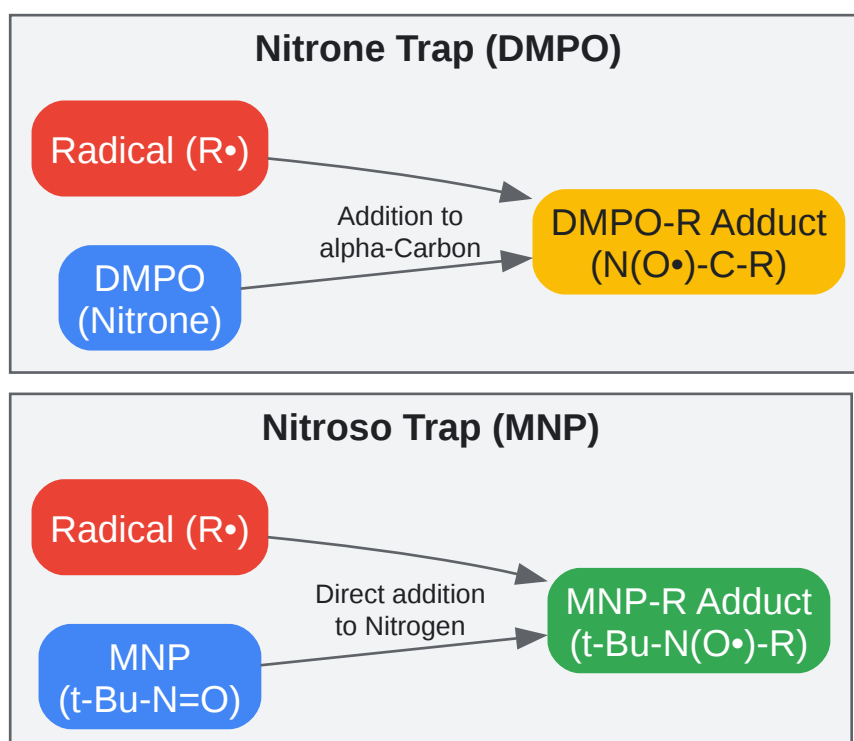 Nitrone Trap (DMPO)
Radical (R•)
Addition to
alpha-Carbon
DMPO
(Nitrone)
DMPO-R Adduct
(N(O•)-C-R)
Nitroso Trap (MNP)
Radical (R•)
Direct addition
to Nitrogen
MNP
(t-Bu-N=O)
MNP-R Adduct
(t-Bu-N(O•)-R)